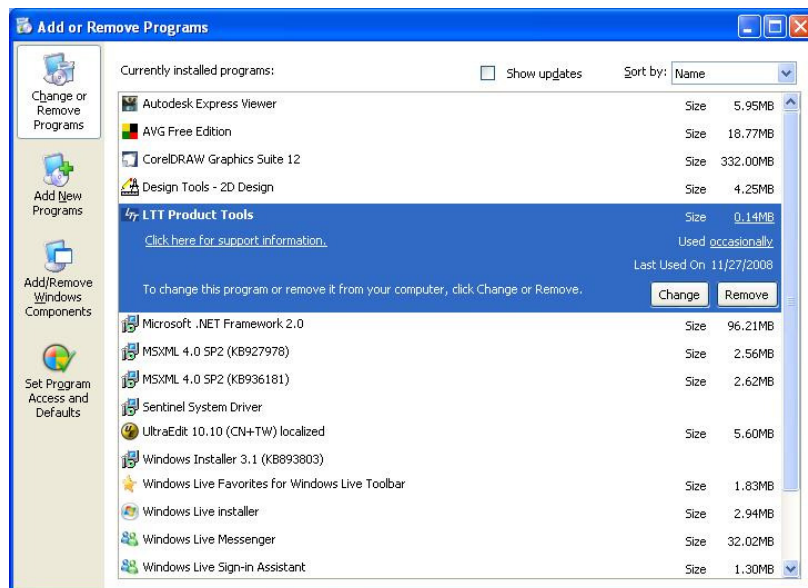 Add or Remove Programs
Change or
Remove
Programs
Add New
Programs
Add/Remove
Windows
Components
Set Program
Access and
Defaults
Currently installed programs: Show updates Sort by: Name
Autodesk Express Viewer Size 5.95MB
AVG Free Edition Size 18.77MB
CorelDRAW Graphics Suite 12 Size 332.00MB
Design Tools - 2D Design Size 4.25MB
LTT Product Tools Size 0.14MB
Click here for support information. Used occasionally
Last Used On 11/27/2008
To change this program or remove it from your computer, click Change or Remove. Change Remove
Microsoft .NET Framework 2.0 Size 96.21MB
MSXML 4.0 SP2 (KB927978) Size 2.56MB
MSXML 4.0 SP2 (KB936181) Size 2.62MB
Sentinel System Driver
UltraEdit 10.10 (CN+TW) localized Size 5.60MB
Windows Installer 3.1 (KB893803)
Windows Live Favorites for Windows Live Toolbar Size 1.83MB
Windows Live installer Size 2.94MB
Windows Live Messenger Size 32.02MB
Windows Live Sign-in Assistant Size 1.30MB